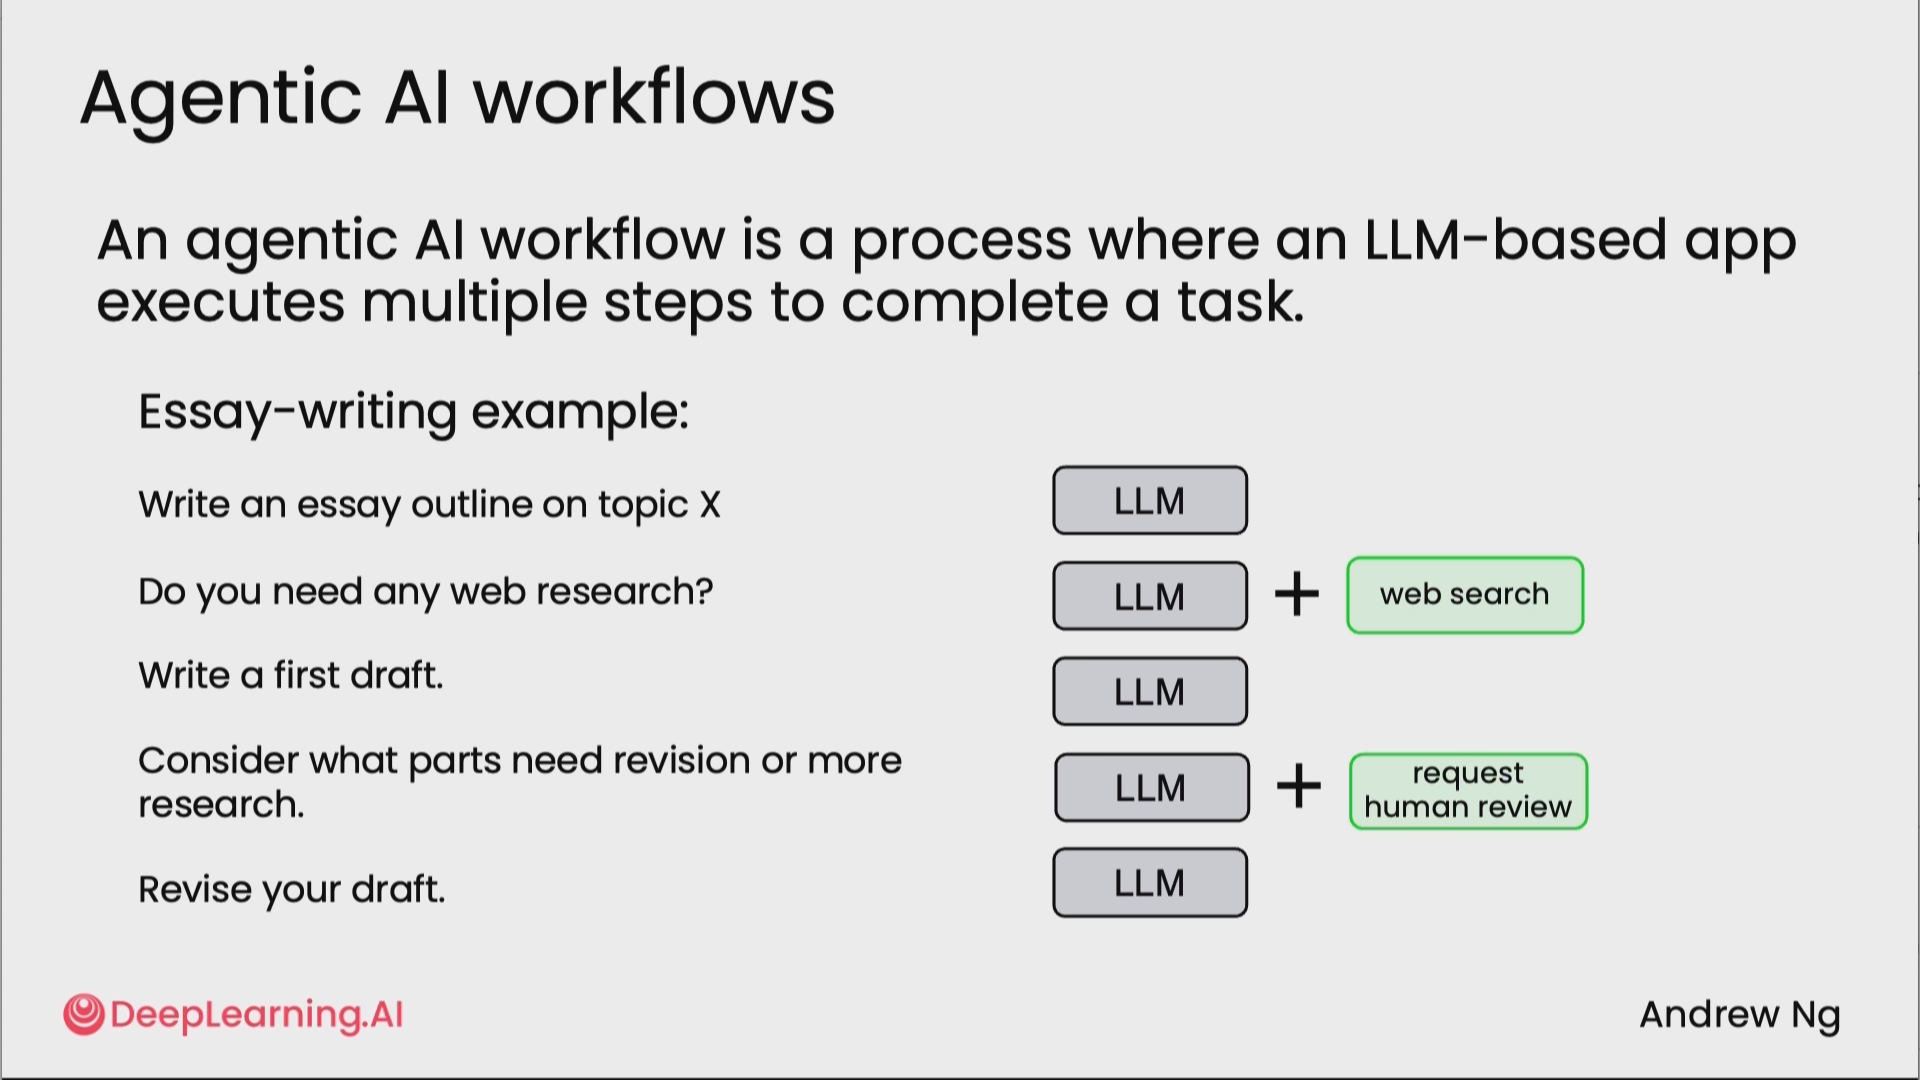 Agentic AI workflows
An agentic AI workflow is a process where an LLM-based app
executes multiple steps to complete a task.
Essay-writing example:
Write an essay outline on topic X
LLM
Do you need any web research?
LLM + web search
Write a first draft.
LLM
Consider what parts need revision or more
research.
LLM + request
human review
Revise your draft.
LLM
DeepLearning.AI
Andrew Ng